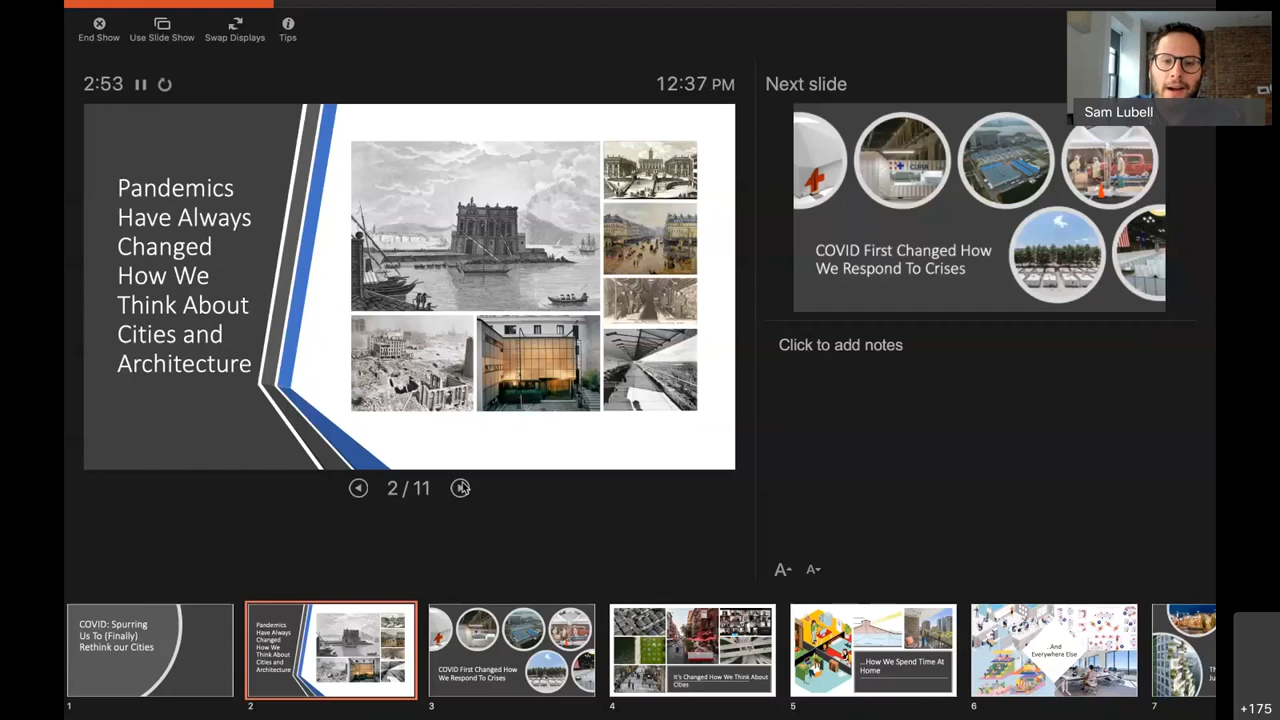 End Show
Use Slide Show
Swap Displays
Tips
2:53
12:37 PM
Next slide
Sam Lubell
Pandemics
Have Always
Changed
How We
Think About
Cities and
Architecture
COVID First Changed How
We Respond To Crises
Click to add notes
2 / 11
COVID: Spurring
Us To (Finally)
Rethink our Cities
Pandemics
Have Always
Changed
How We
Think About
Cities and
Architecture
COVID First Changed How
We Respond To Crises
It's Changed How We Think About
Cities
...How We Spend Time At
Home
...And
Everywhere Else
1
2
3
4
5
6
7
+175